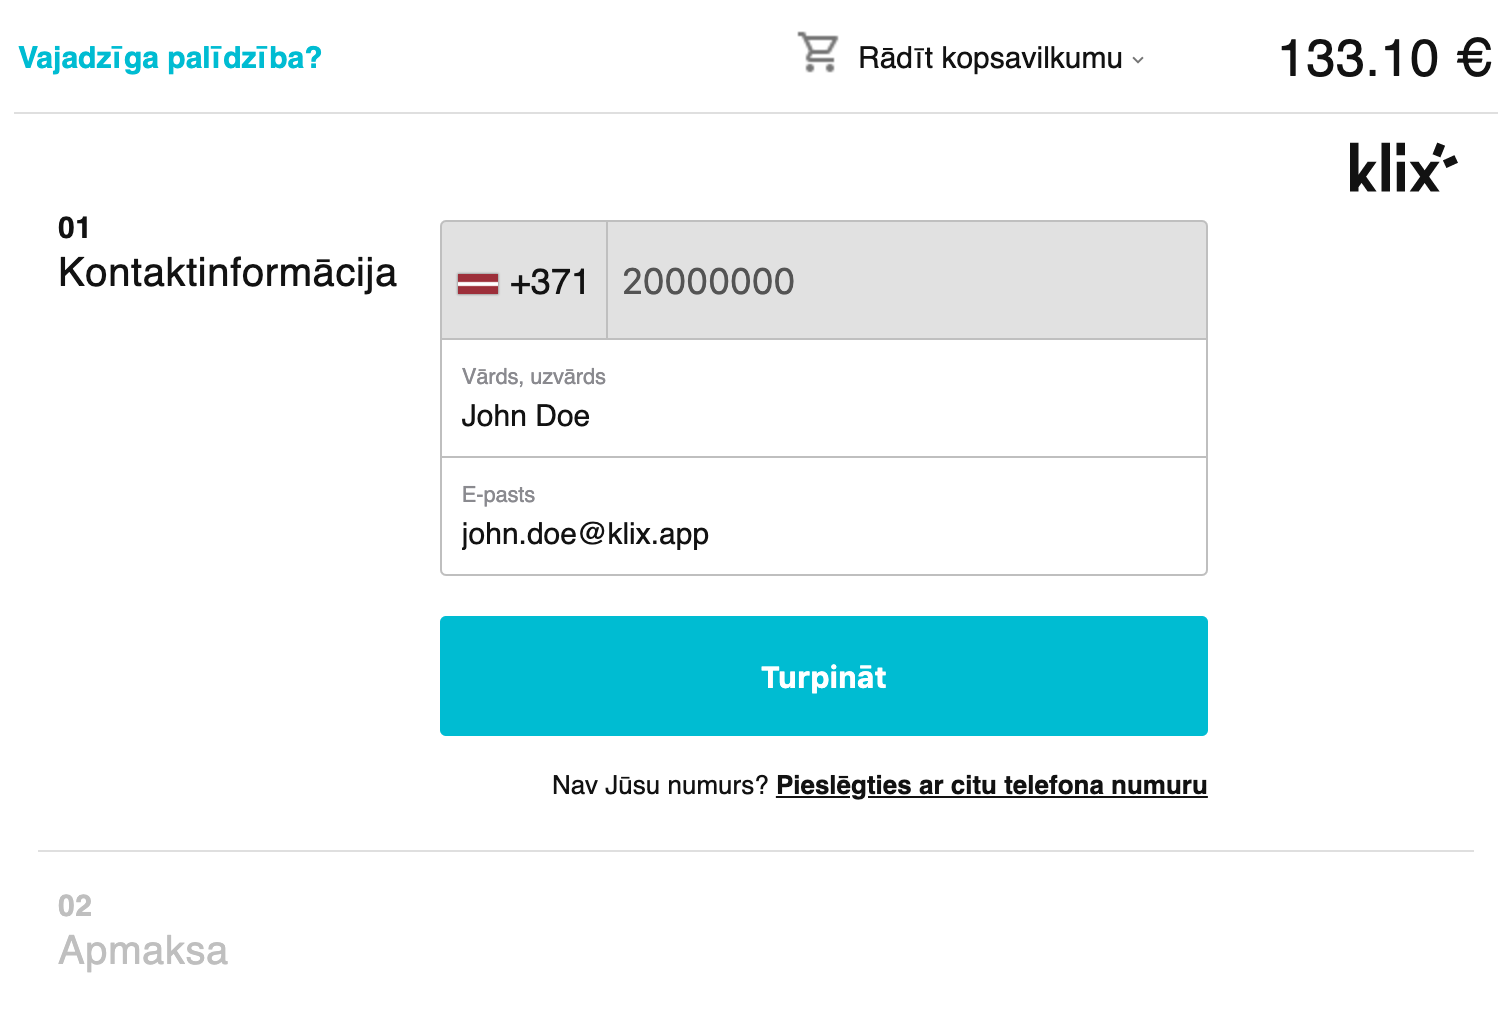 Vajadzīga palīdzība?
Rādīt kopsavilkumu
133.10 €
klix
01
Kontaktinformācija
+371 20000000
Vārds, uzvārds
John Doe
E-pasts
john.doe@klix.app
Turpināt
Nav Jūsu numurs? Pieslēgties ar citu telefona numuru
02
Apmaksa